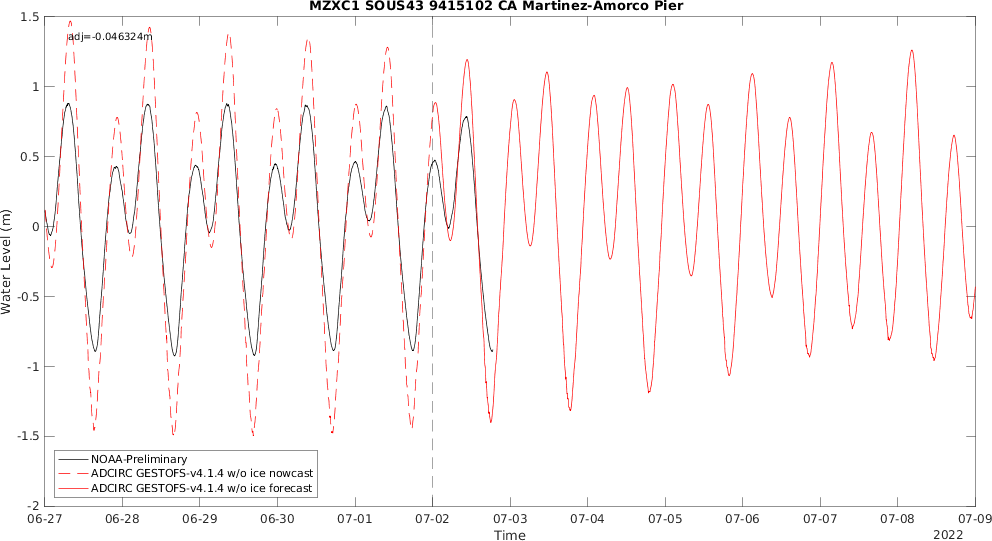 MZXC1 SOUS43 9415102 CA Martinez-Amorco Pier
adj=-0.046324m
Water Level (m)
1.5
1
0.5
0
-0.5
-1
-1.5
-2
NOAA-Preliminary
ADCIRC GESTOFS-v4.1.4 w/o ice nowcast
ADCIRC GESTOFS-v4.1.4 w/o ice forecast
06-27 06-28 06-29 06-30 07-01 07-02 07-03 07-04 07-05 07-06 07-07 07-08 07-09
Time
2022